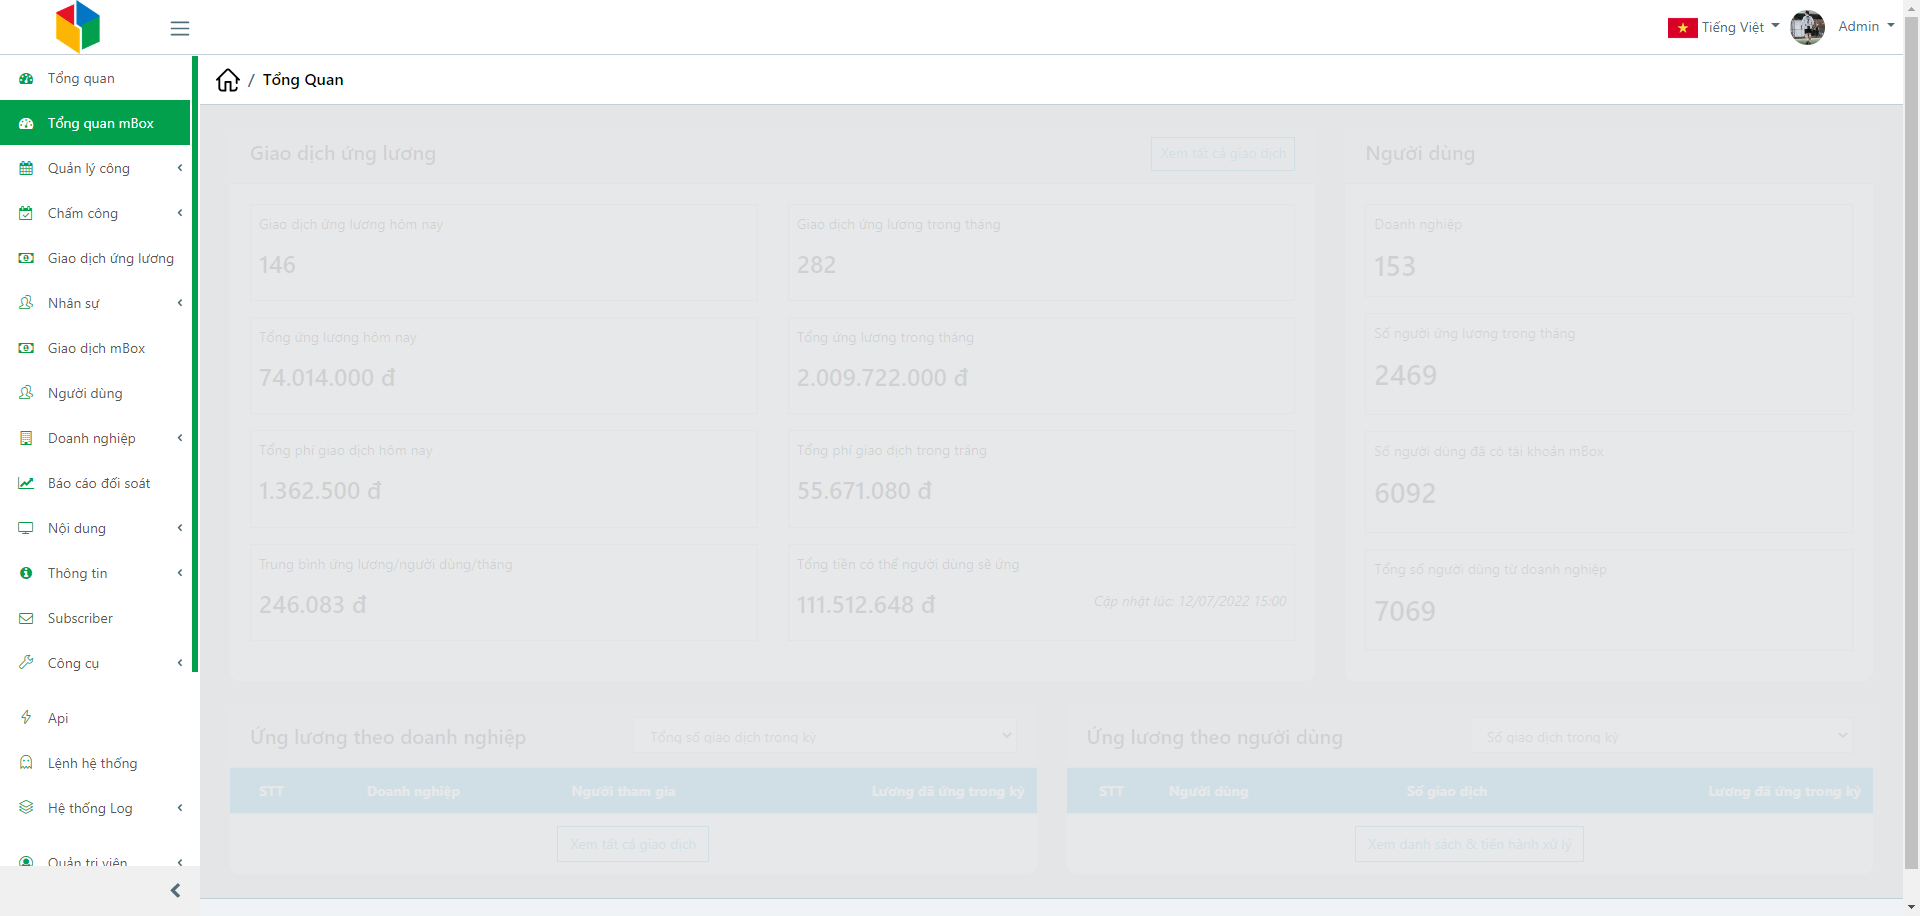 Tiếng Việt
Admin
Tổng quan
Tổng quan mBox
Quản lý công
Chấm công
Giao dịch ứng lương
Nhân sự
Giao dịch mBox
Người dùng
Doanh nghiệp
Báo cáo đối soát
Nội dung
Thông tin
Subscriber
Công cụ
Api
Lệnh hệ thống
Hệ thống Log
Quản trị viên
/ Tổng Quan
Giao dịch ứng lương
Xem tất cả giao dịch
Giao dịch ứng lương hôm nay
146
Giao dịch ứng lương trong tháng
282
Tổng ứng lương hôm nay
74.014.000 đ
Tổng ứng lương trong tháng
2.009.722.000 đ
Tổng phí giao dịch hôm nay
1.362.500 đ
Tổng phí giao dịch trong tráng
55.671.080 đ
Trung bình ứng lương/người dùng/tháng
246.083 đ
Tổng tiền có thể người dùng sẽ ứng
111.512.648 đ
Cập nhật lúc: 12/07/2022 15:00
Người dùng
Doanh nghiệp
153
Số người ứng lương trong tháng
2469
Số người dùng đã có tài khoản mBox
6092
Tổng số người dùng từ doanh nghiệp
7069
Ứng lương theo doanh nghiệp
Tổng số giao dịch trong kỳ
STT Doanh nghiệp Người tham gia Lương đã ứng trong kỳ
Xem tất cả giao dịch
Ứng lương theo người dùng
Số giao dịch trong kỳ
STT Người dùng Số giao dịch Lương đã ứng trong kỳ
Xem danh sách & tiến hành xử lý